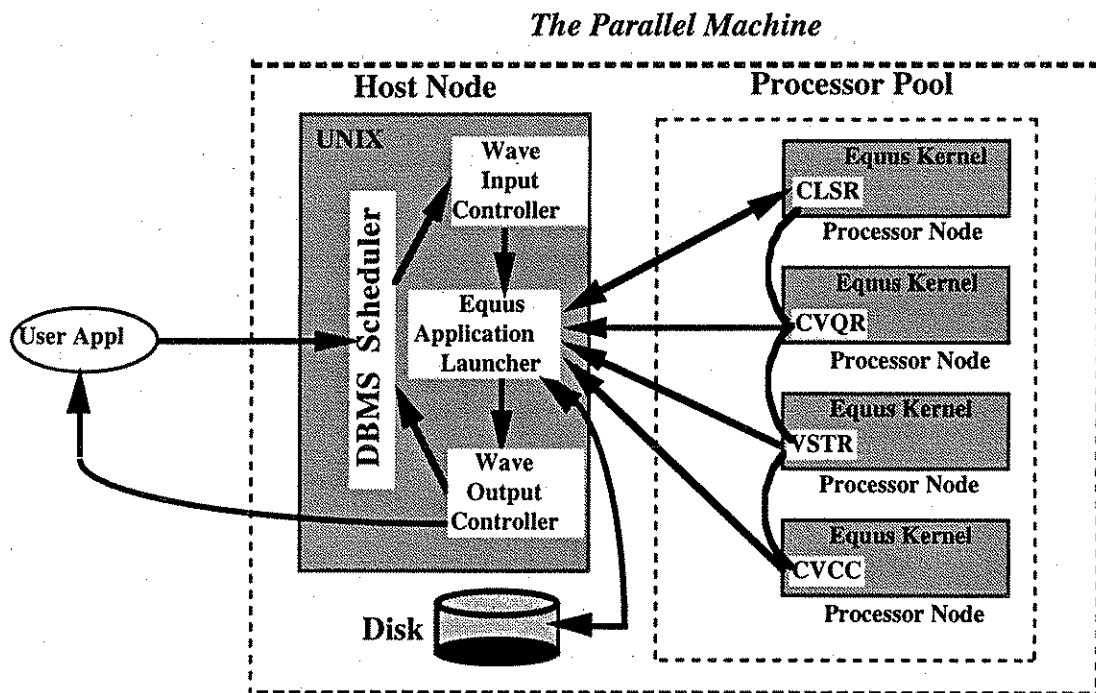 The Parallel Machine
Host Node
Processor Pool
UNIX
Wave
Input
Controller
DBMS Scheduler
Equus
Application
Launcher
Wave
Output
Controller
User Appl
Disk
Equus Kernel
CLSR
Processor Node
Equus Kernel
CVQR
Processor Node
Equus Kernel
VSTR
Processor Node
Equus Kernel
CVCC
Processor Node